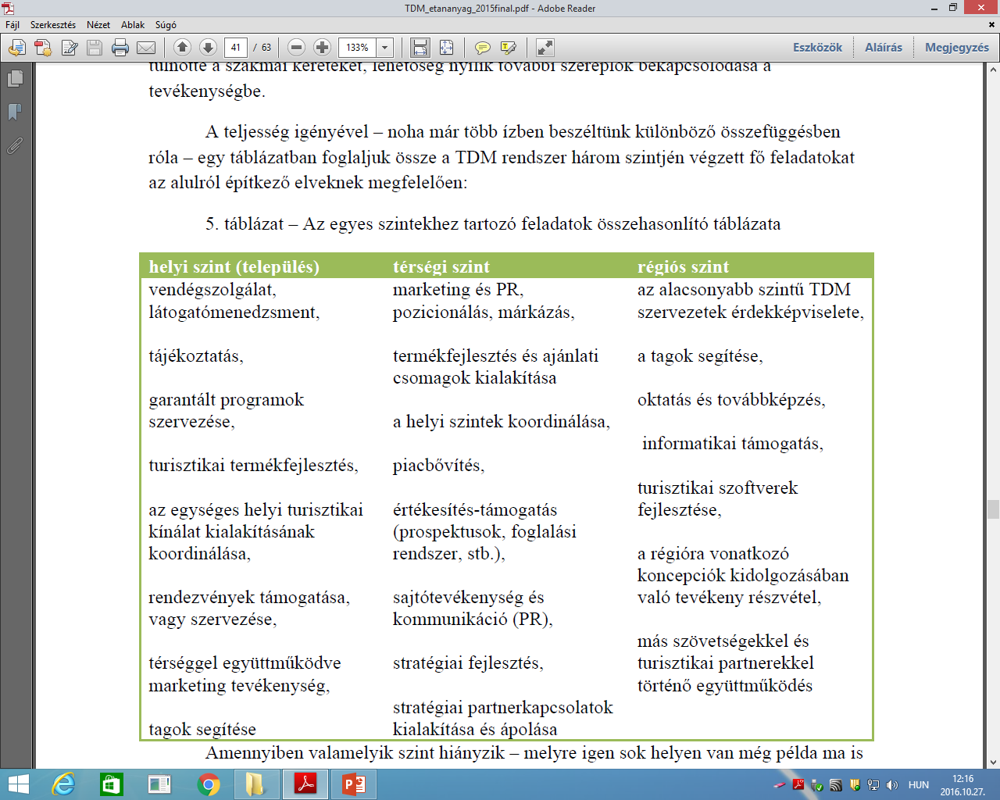 TDM_etananyag_2015final.pdf - Adobe Reader
Fájl Szerkesztés Nézet Ablak Súgó
41 / 63 133% Eszközök Aláírás Megjegyzés
túlnőtte a szakmai kereteket, lehetőség nyílik további szereplők bekapcsolódása a
tevékenységbe.
A teljesség igényével – noha már több ízben beszéltünk különböző összefüggésben
róla – egy táblázatban foglaljuk össze a TDM rendszer három szintjén végzett fő feladatokat
az alulról építkező elveknek megfelelően:
5. táblázat – Az egyes szintekhez tartozó feladatok összehasonlító táblázata
helyi szint (település)
vendégszolgálat,
látogatómenedzsment,
tájékoztatás,
garantált programok
szervezése,
turisztikai termékfejlesztés,
az egységes helyi turisztikai
kínálat kialakításának
koordinálása,
rendezvények támogatása,
vagy szervezése,
térséggel együttműködve
marketing tevékenység,
tagok segítése
térségi szint
marketing és PR,
pozicionálás, márkázás,
termékfejlesztés és ajánlati
csomagok kialakítása
a helyi szintek koordinálása,
piacbővítés,
értékesítés-támogatás
(prospektusok, foglalási
rendszer, stb.),
sajtótevékenység és
kommunikáció (PR),
stratégiai fejlesztés,
stratégiai partnerkapcsolatok
kialakítása és ápolása
régiós szint
az alacsonyabb szintű TDM
szervezetek érdekképviselete,
a tagok segítése,
oktatás és továbbképzés,
informatikai támogatás,
turisztikai szoftverek
fejlesztése,
a régióra vonatkozó
koncepciók kidolgozásában
való tevékeny részvétel,
más szövetségekkel és
turisztikai partnerekkel
történő együttműködés
Amennyiben valamelyik szint hiányzik – melyre igen sok helyen van még példa ma is
HUN 12:16
2016.10.27.